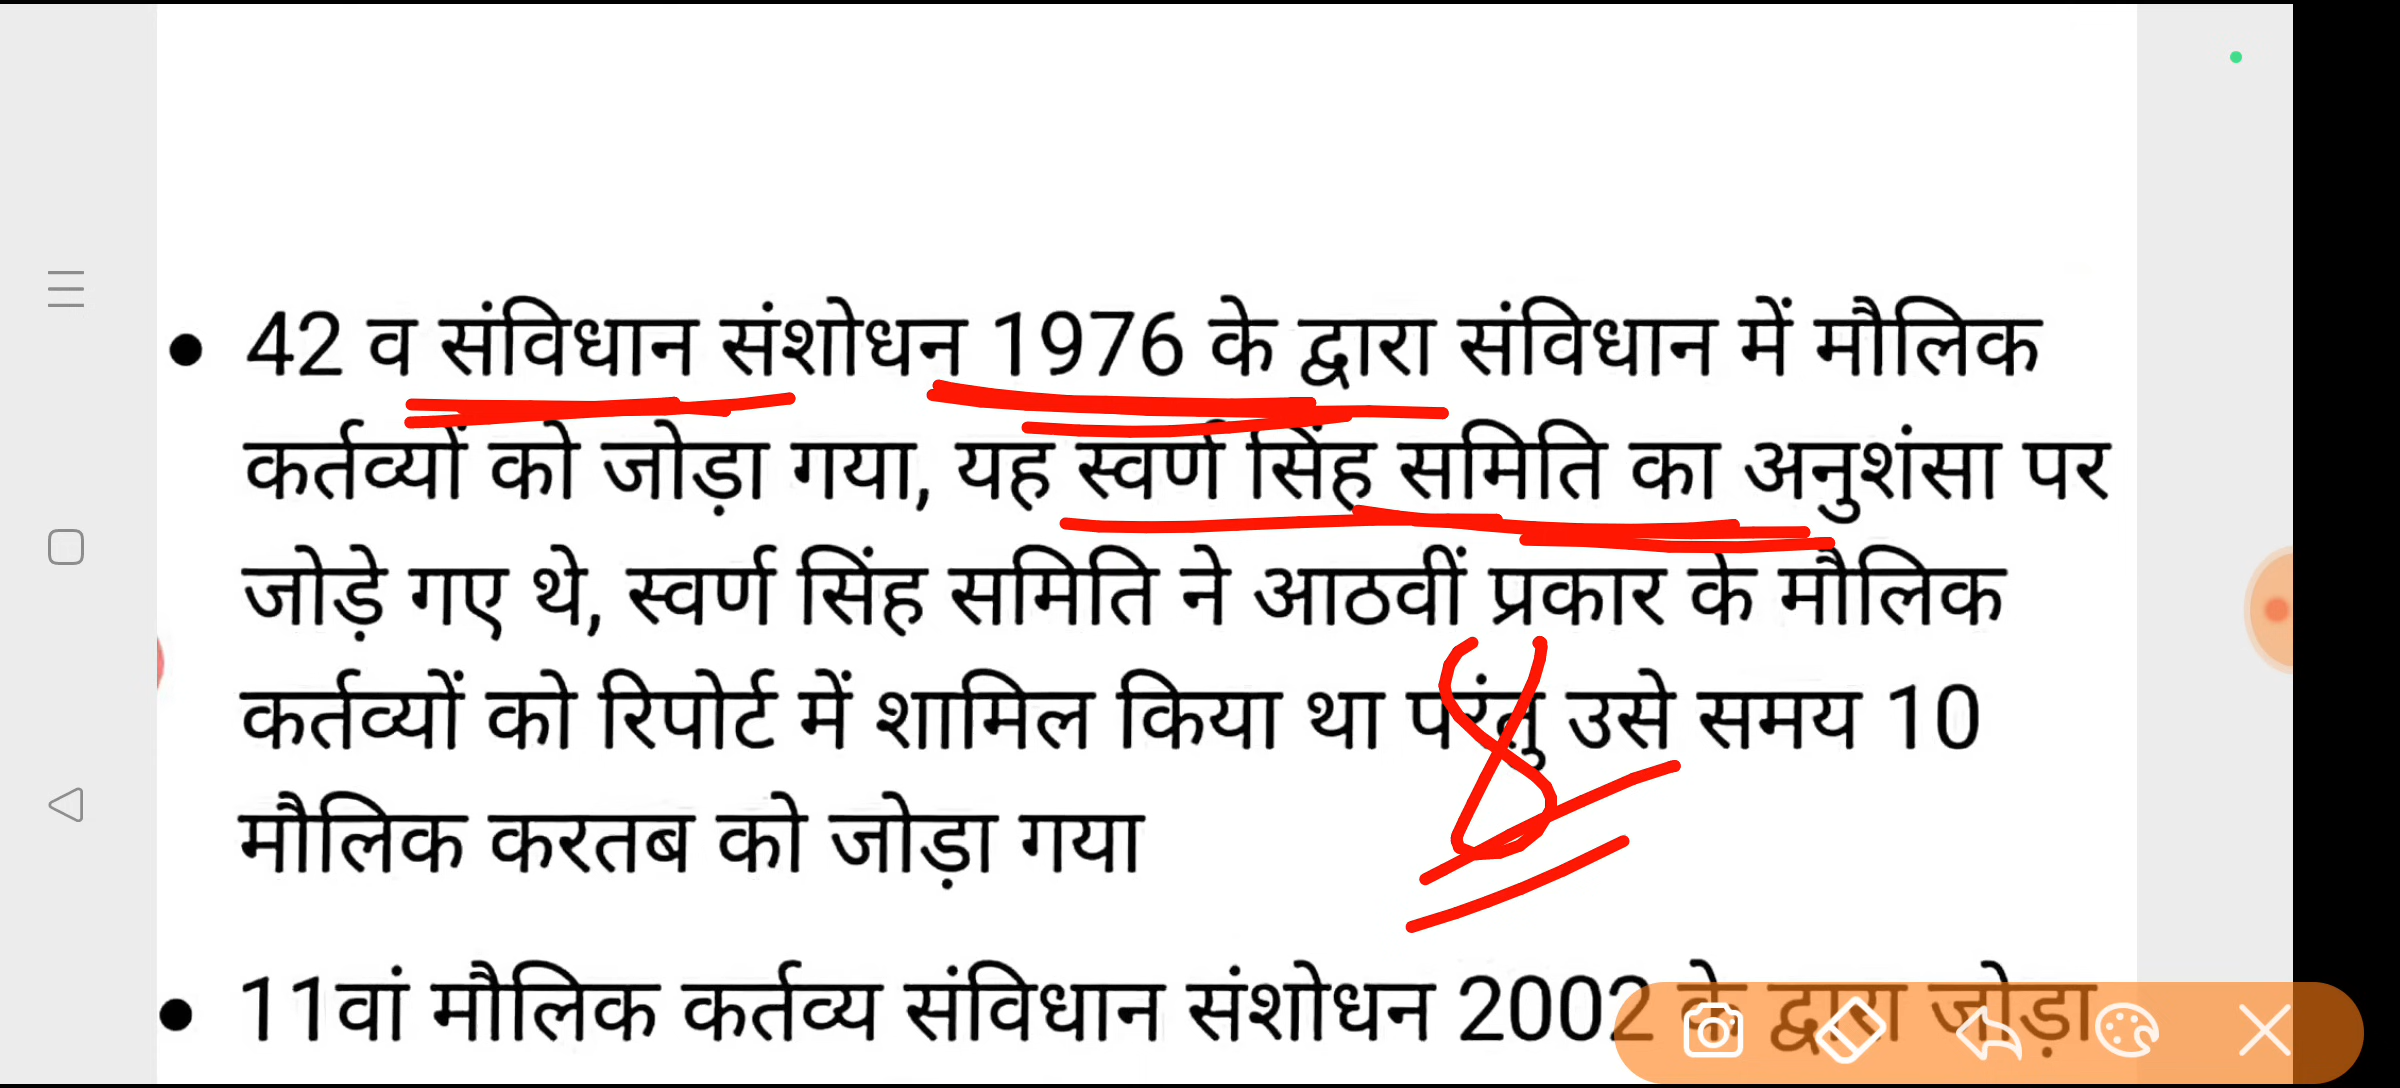 • 42 व संविधान संशोधन 1976 के द्वारा संविधान में मौलिक
कर्तव्यों को जोड़ा गया, यह स्वर्ण सिंह समिति का अनुशंसा पर
जोड़े गए थे, स्वर्ण सिंह समिति ने आठवीं प्रकार के मौलिक
कर्तव्यों को रिपोर्ट में शामिल किया था परंतु उसे समय 10
मौलिक करतब को जोड़ा गया
8
• 11वां मौलिक कर्तव्य संविधान संशोधन 2002 के द्वारा जोड़ा